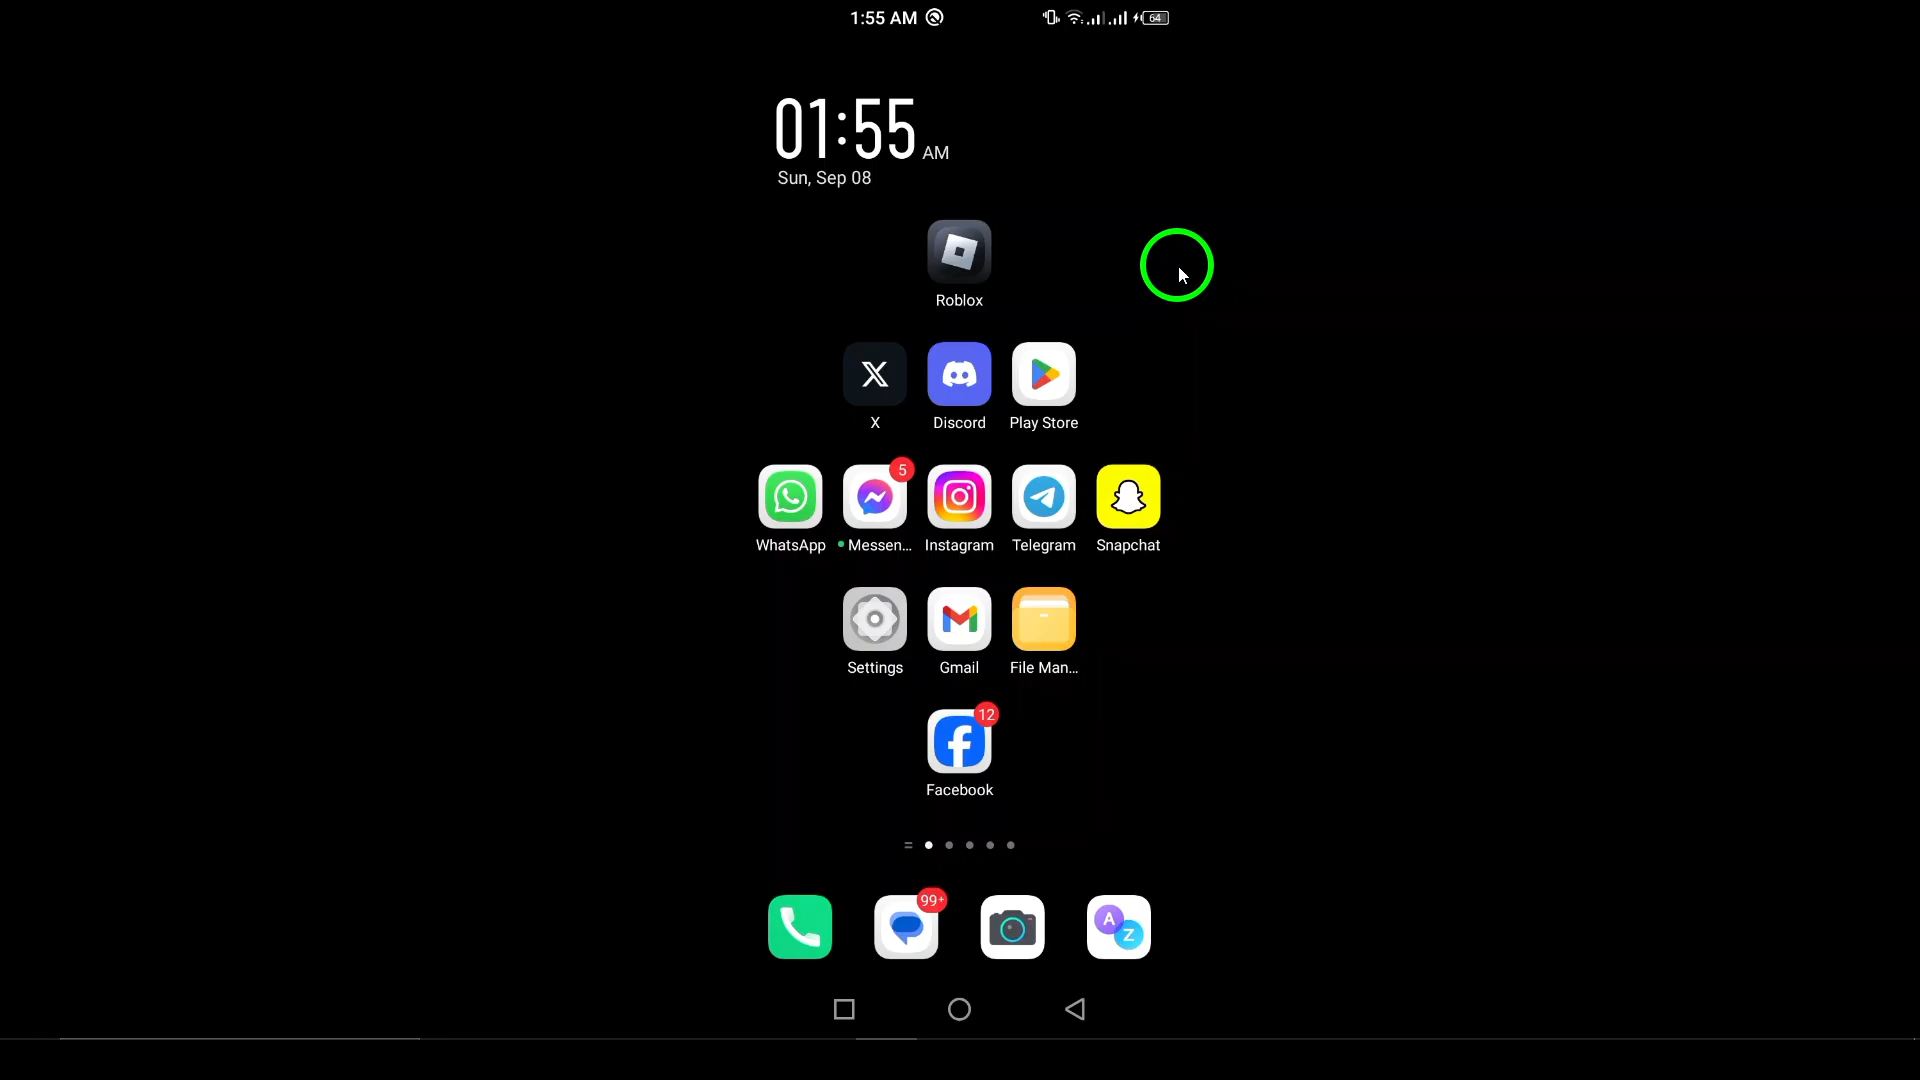 1:55 AM 64
01:55 AM
Sun, Sep 08
Roblox
X Discord Play Store
5
WhatsApp Messen... Instagram Telegram Snapchat
Settings Gmail File Man...
12
Facebook
99+
A Z